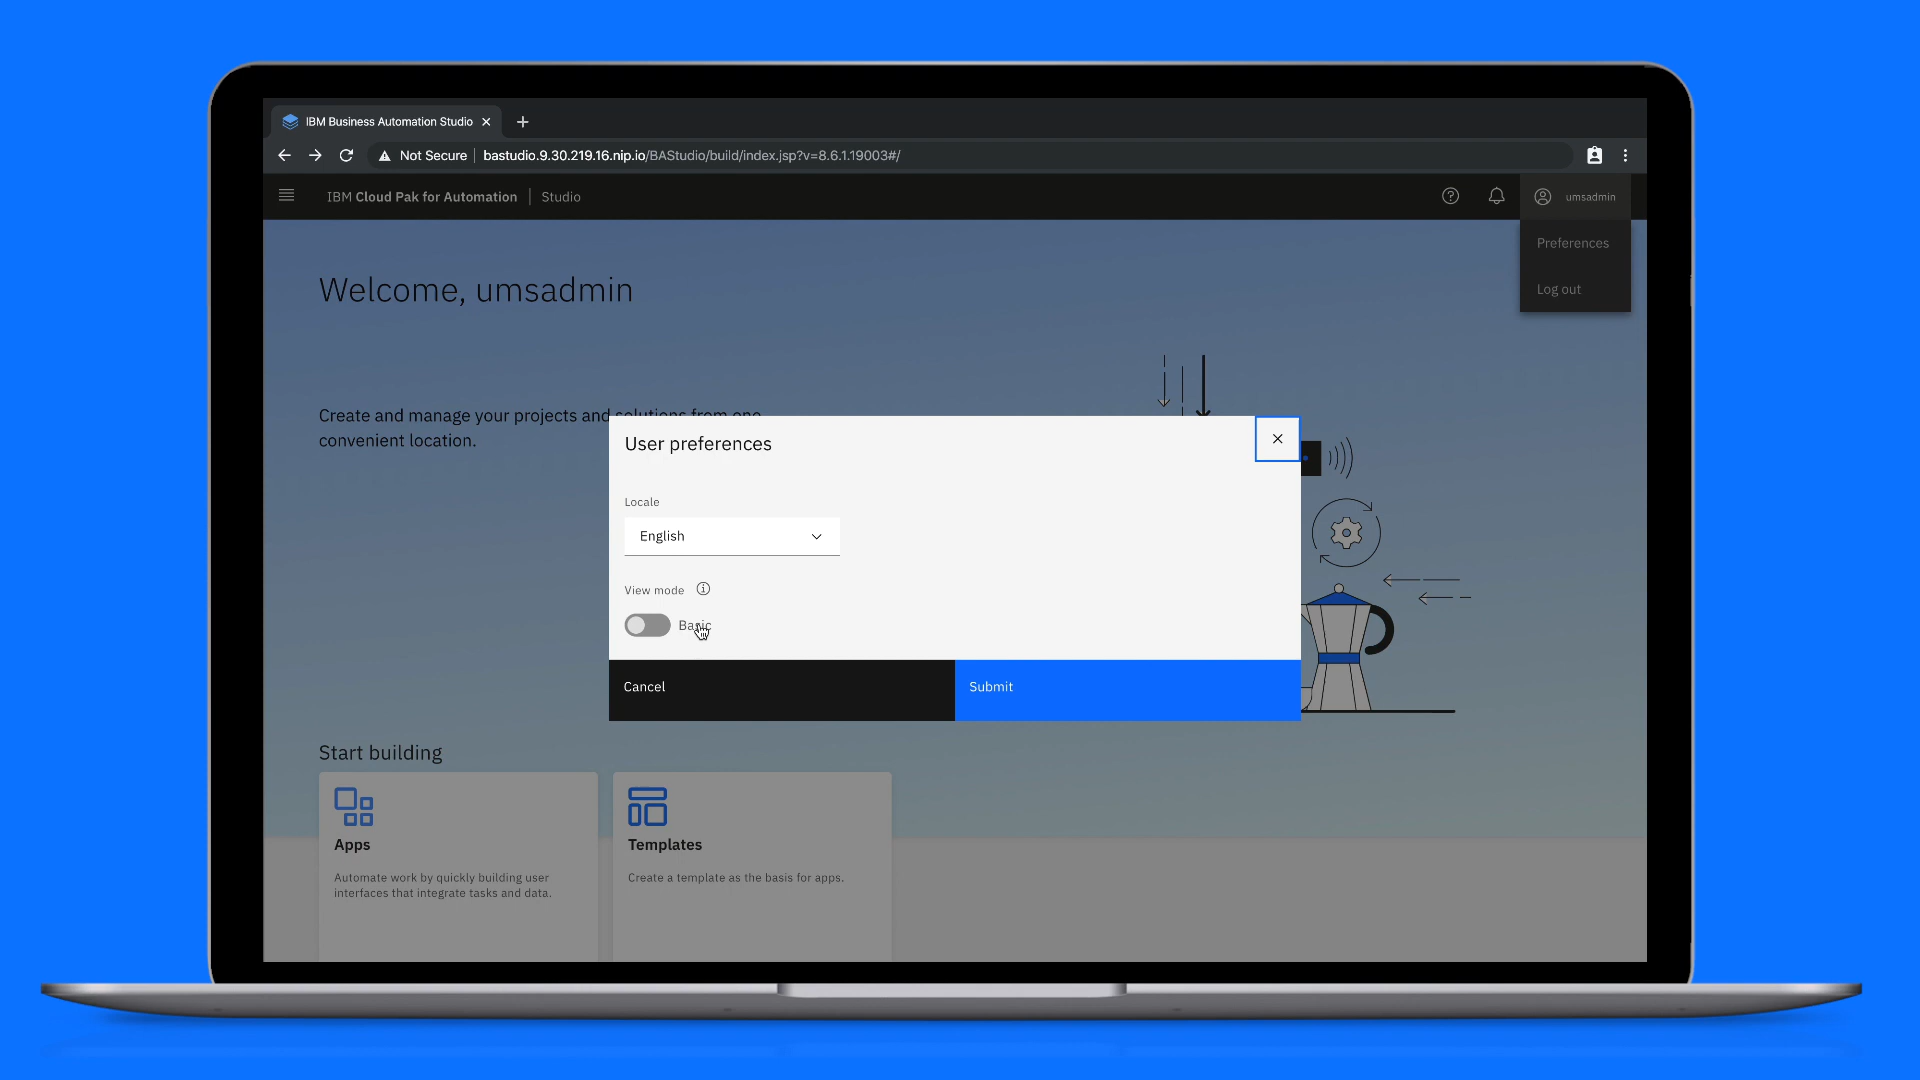 IBM Business Automation Studio
Not Secure bastudio.9.30.219.16.nip.io/BAStudio/build/index.jsp?v=8.6.1.19003#/
IBM Cloud Pak for Automation Studio
umsadmin
Preferences
Log out
Welcome, umsadmin
Create and manage your projects and solutions from one
convenient location.
User preferences
Locale
English
View mode
Basic
Cancel
Submit
Start building
Apps
Automate work by quickly building user
interfaces that integrate tasks and data.
Templates
Create a template as the basis for apps.